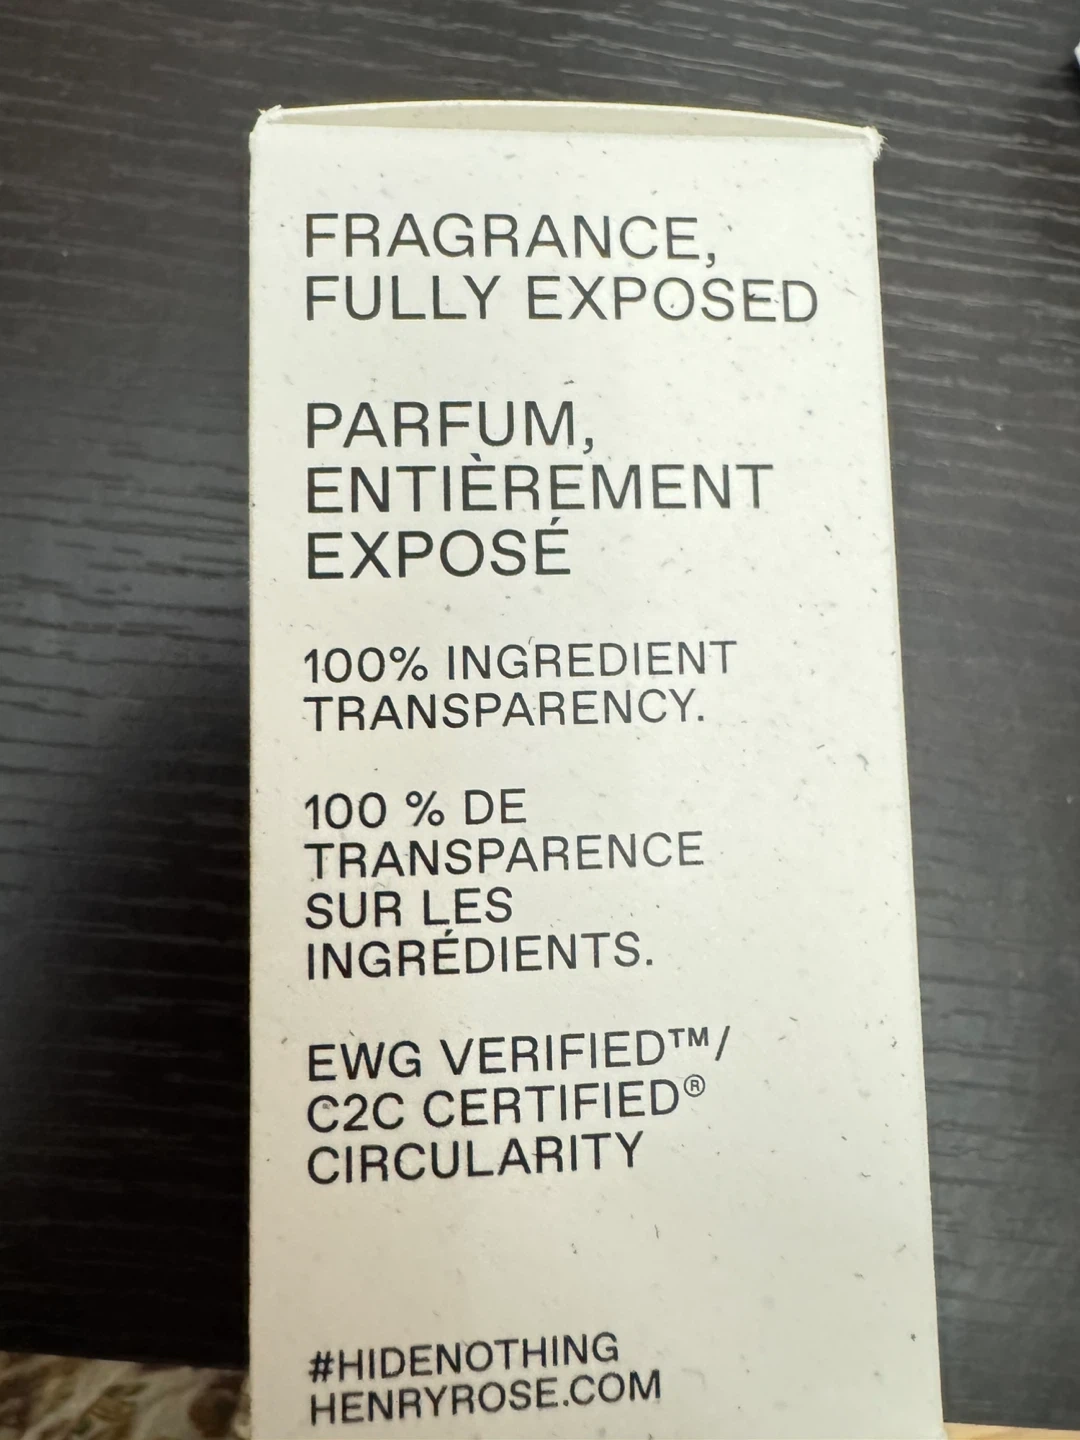 FRAGRANCE,
FULLY EXPOSED
PARFUM,
ENTIÈREMENT
EXPOSÉ
100% INGREDIENT
TRANSPARENCY.
100 % DE
TRANSPARENCE
SUR LES
INGRÉDIENTS.
EWG VERIFIED™/
C2C CERTIFIED®
CIRCULARITY
#HIDENOTHING
HENRYROSE.COM